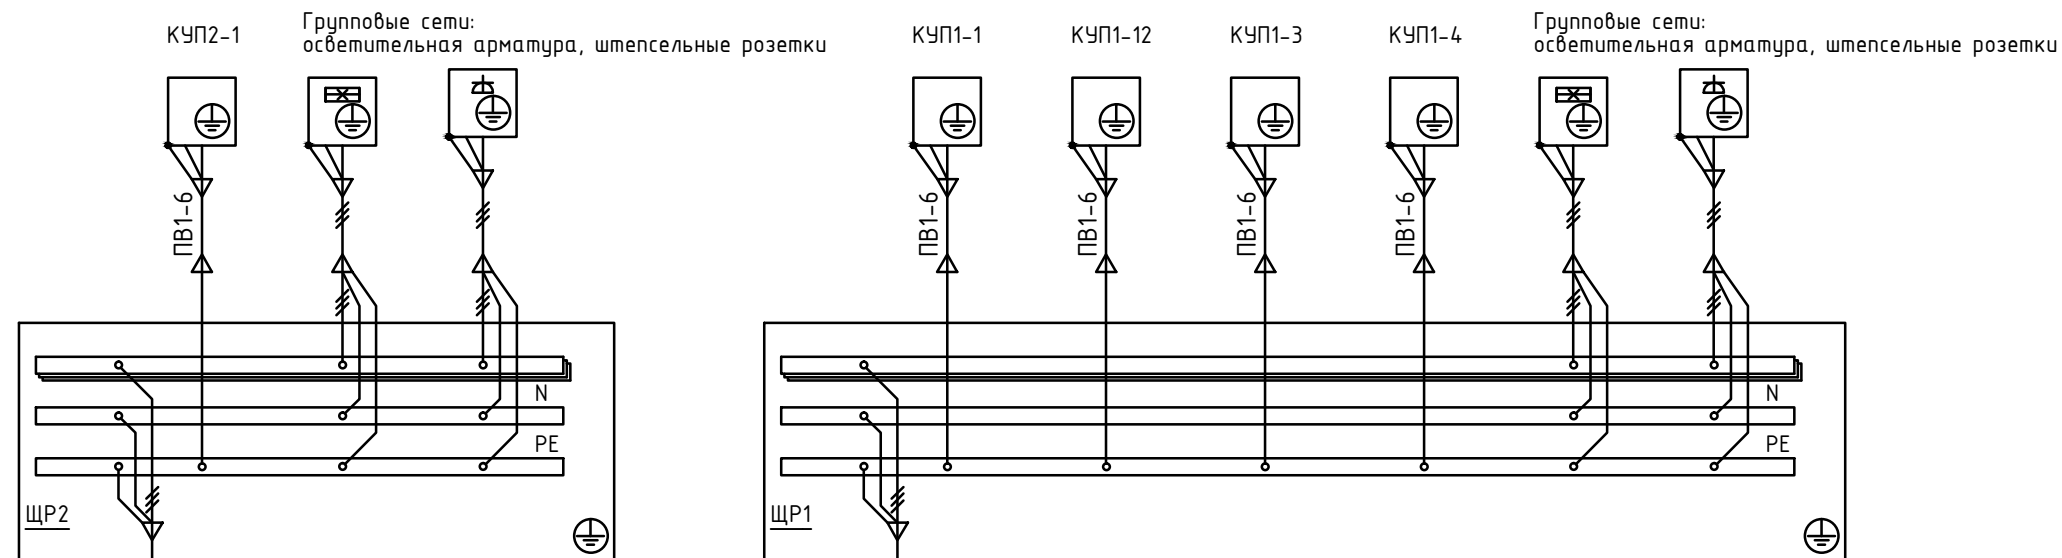 КУП2-1
Групповые сети:
осветительная арматура, штепсельные розетки
КУП1-1
КУП1-12
КУП1-3
КУП1-4
Групповые сети:
осветительная арматура, штепсельные розетки
ПВ1-6
ПВ1-6
ПВ1-6
ПВ1-6
ПВ1-6
N
PE
ЩР2
N
PE
ЩР1